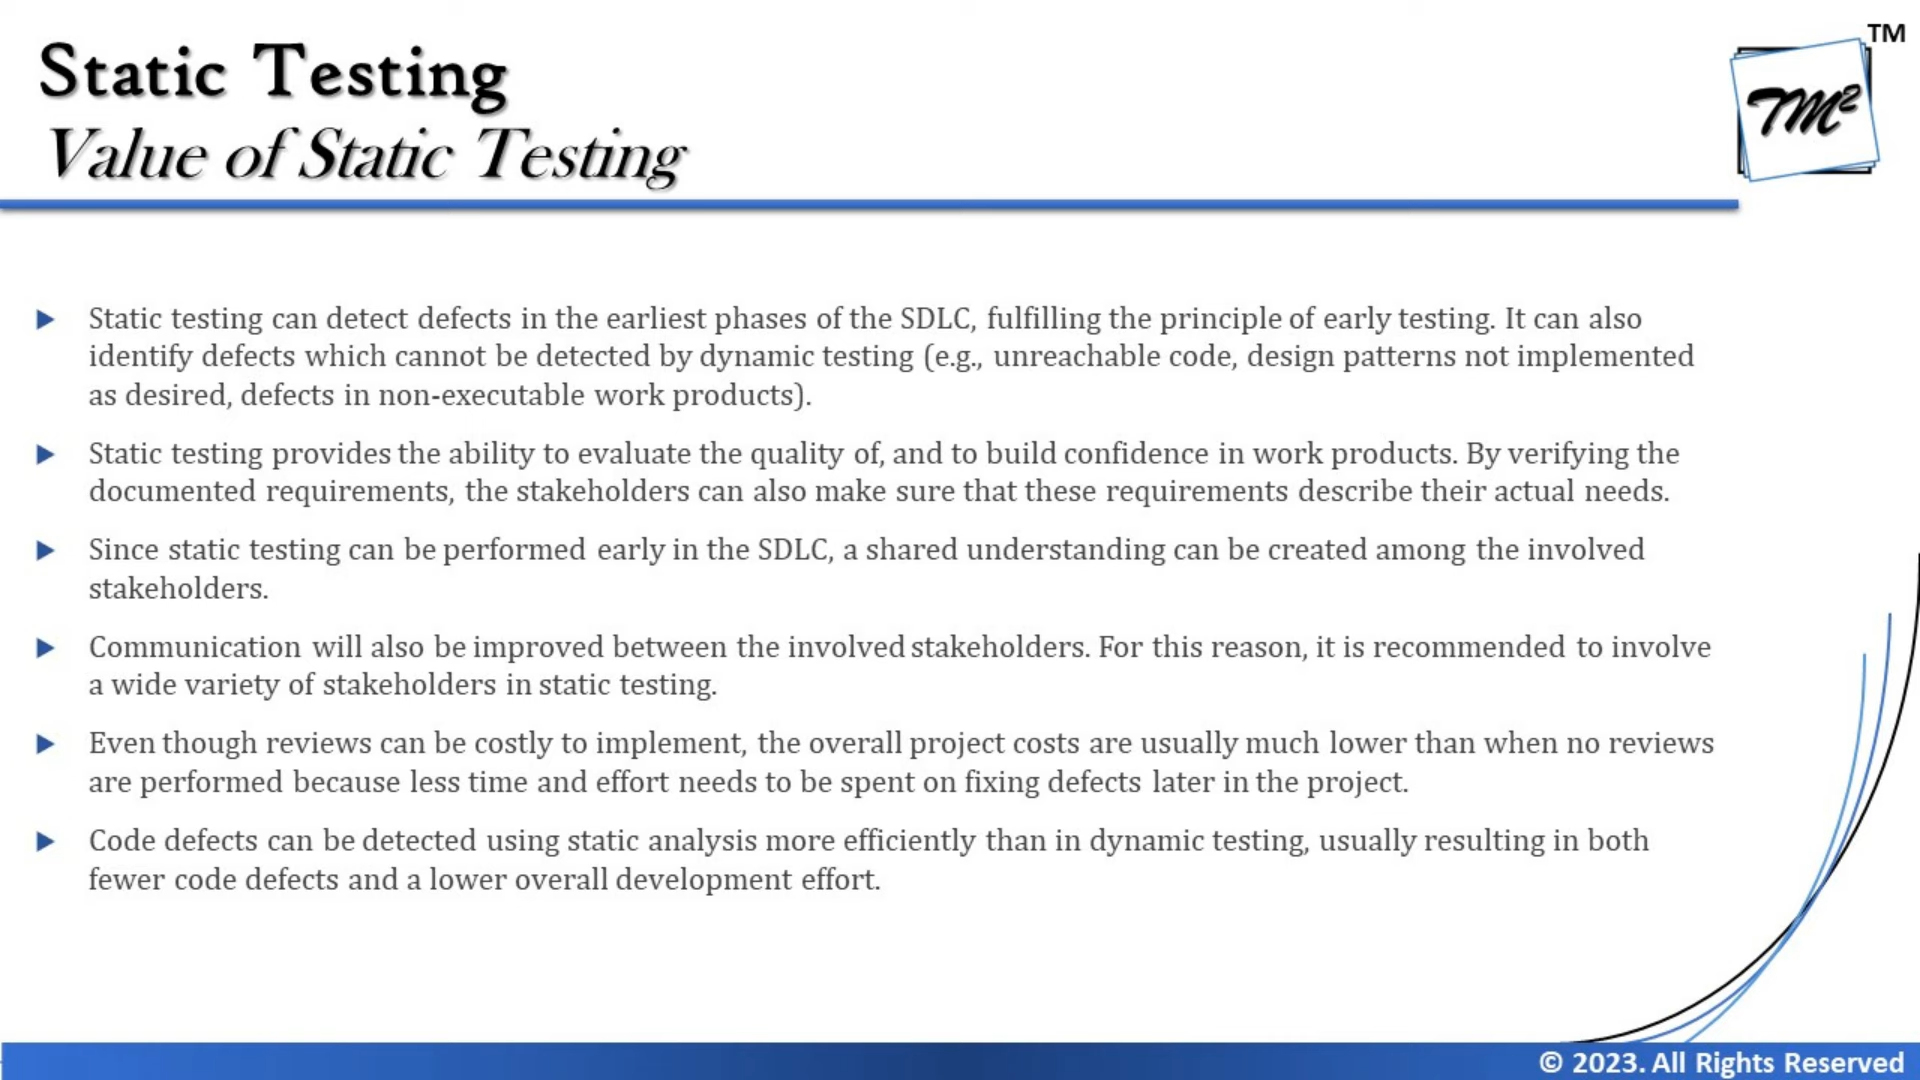 Static Testing
Value of Static Testing
TM
TM²
Static testing can detect defects in the earliest phases of the SDLC, fulfilling the principle of early testing. It can also
identify defects which cannot be detected by dynamic testing (e.g., unreachable code, design patterns not implemented
as desired, defects in non-executable work products).
Static testing provides the ability to evaluate the quality of, and to build confidence in work products. By verifying the
documented requirements, the stakeholders can also make sure that these requirements describe their actual needs.
Since static testing can be performed early in the SDLC, a shared understanding can be created among the involved
stakeholders.
Communication will also be improved between the involved stakeholders. For this reason, it is recommended to involve
a wide variety of stakeholders in static testing.
Even though reviews can be costly to implement, the overall project costs are usually much lower than when no reviews
are performed because less time and effort needs to be spent on fixing defects later in the project.
Code defects can be detected using static analysis more efficiently than in dynamic testing, usually resulting in both
fewer code defects and a lower overall development effort.
© 2023. All Rights Reserved